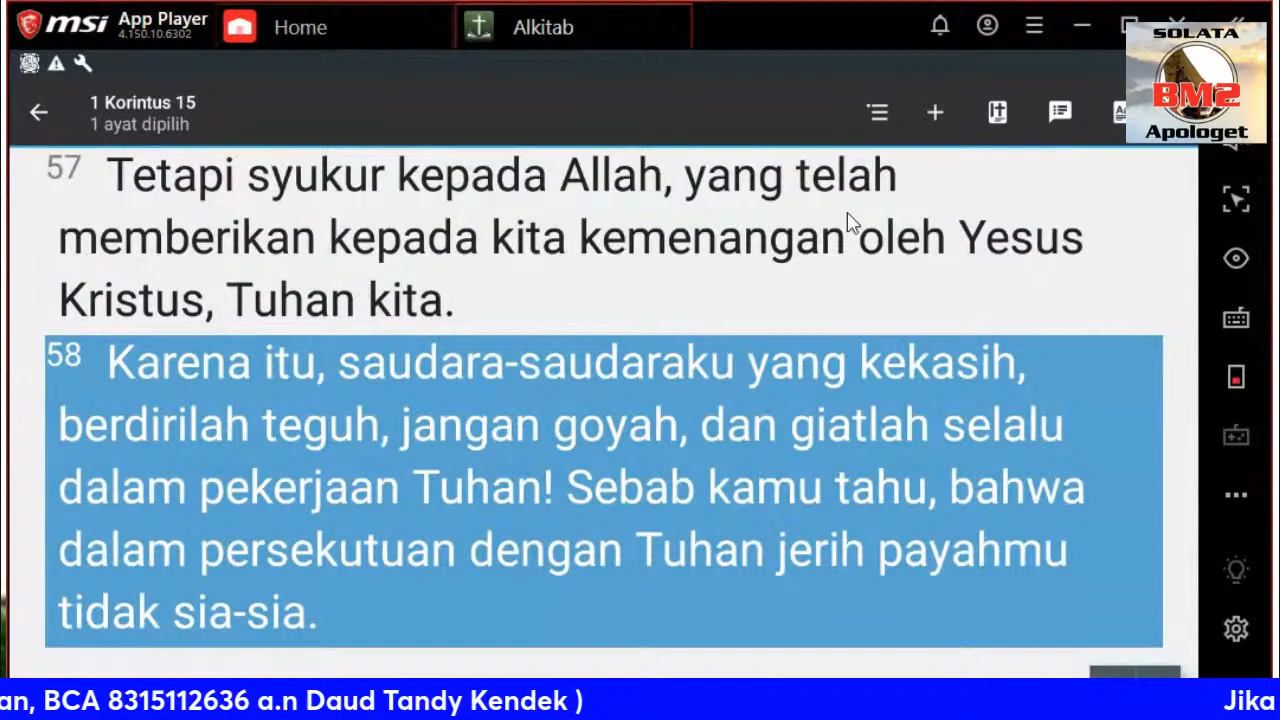 msi App Player
4.150.10.6302
Home
Alkitab
SOLATA
BM2
Apologet
1 Korintus 15
1 ayat dipilih
57 Tetapi syukur kepada Allah, yang telah
memberikan kepada kita kemenangan oleh Yesus
Kristus, Tuhan kita.
58 Karena itu, saudara-saudaraku yang kekasih,
berdirilah teguh, jangan goyah, dan giatlah selalu
dalam pekerjaan Tuhan! Sebab kamu tahu, bahwa
dalam persekutuan dengan Tuhan jerih payahmu
tidak sia-sia.
an, BCA 8315112636 a.n Daud Tandy Kendek )
Jika